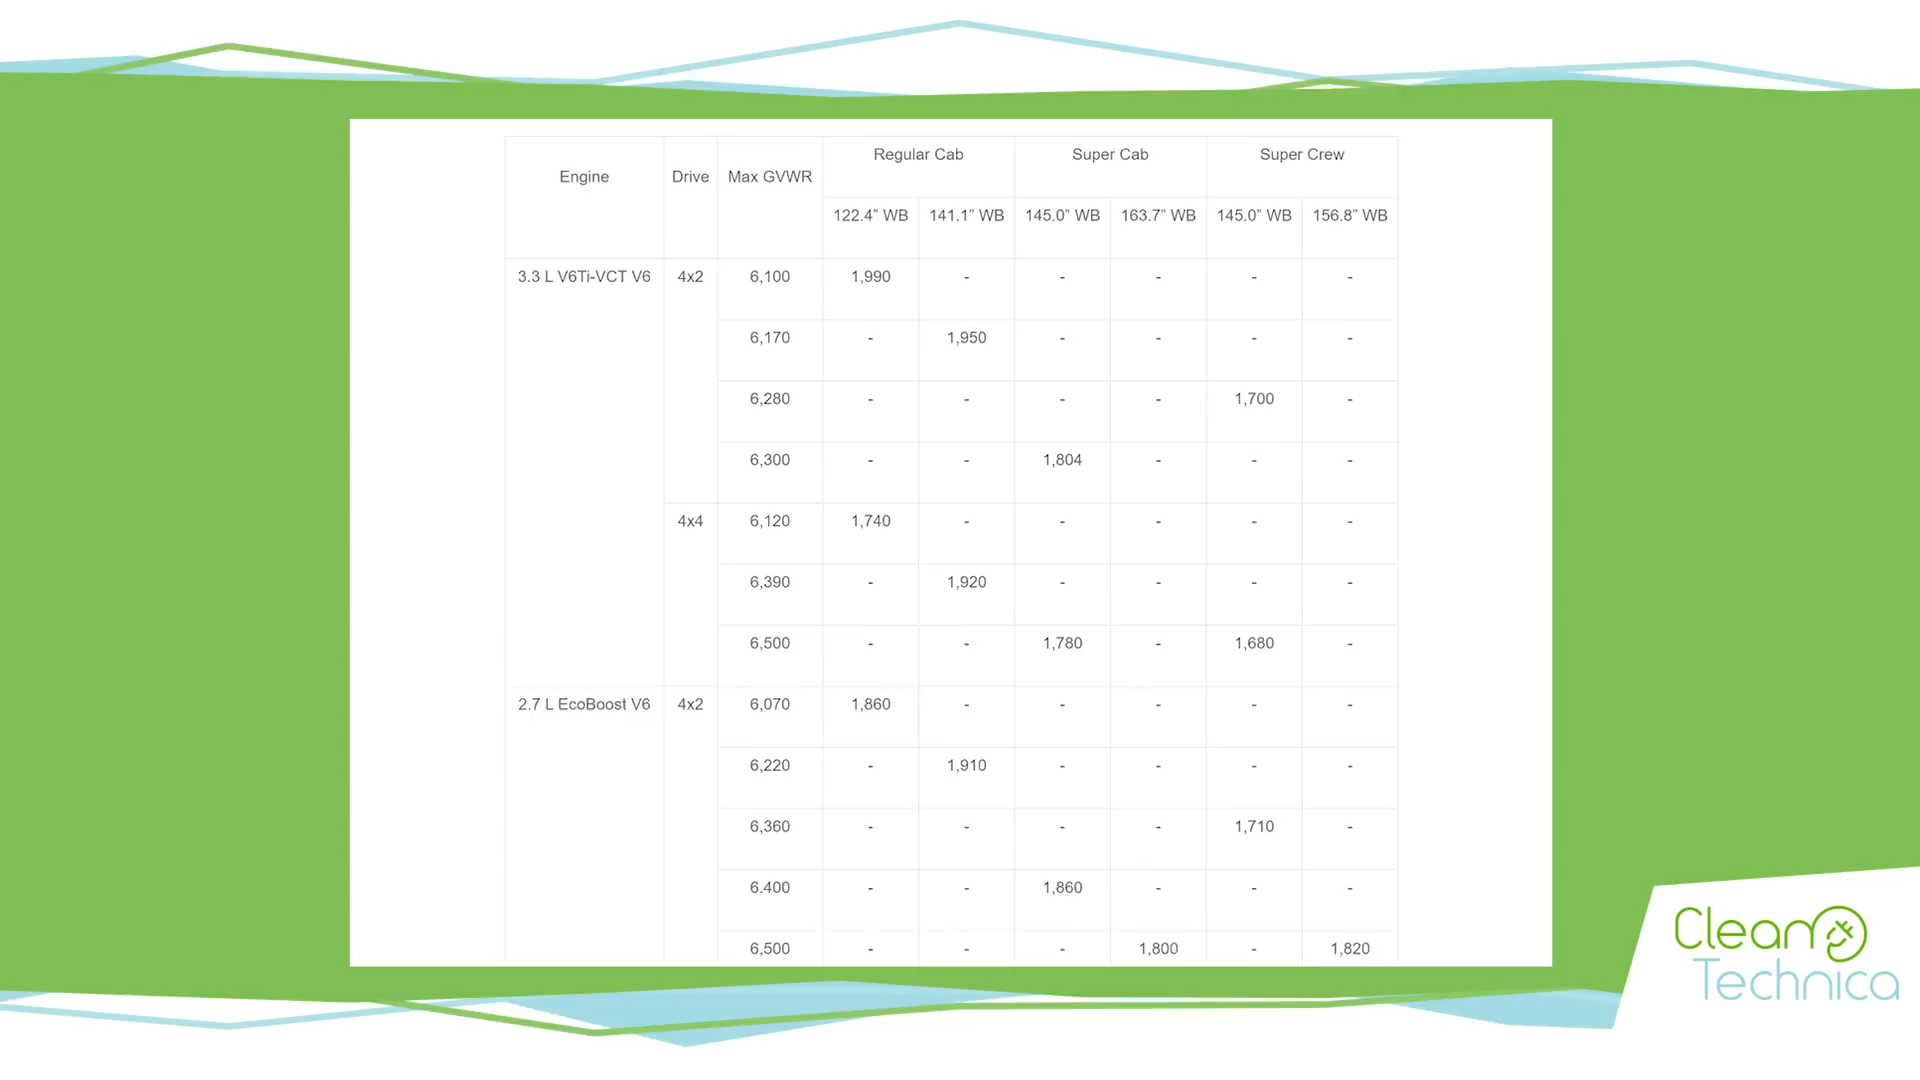 Engine Drive Max GVWR Regular Cab Super Cab Super Crew
122.4” WB 141.1” WB 145.0” WB 163.7” WB 145.0” WB 156.8” WB
3.3 L V6Ti-VCT V6 4x2 6,100 1,990 - - - - -
6,170 - 1,950 - - - -
6,280 - - - - 1,700 -
6,300 - - 1,804 - - -
4x4 6,120 1,740 - - - - -
6,390 - 1,920 - - - -
6,500 - - 1,780 - 1,680 -
2.7 L EcoBoost V6 4x2 6,070 1,860 - - - - -
6,220 - 1,910 - - - -
6,360 - - - - 1,710 -
6.400 - - 1,860 - - -
6,500 - - - 1,800 - 1,820
Clean
Technica